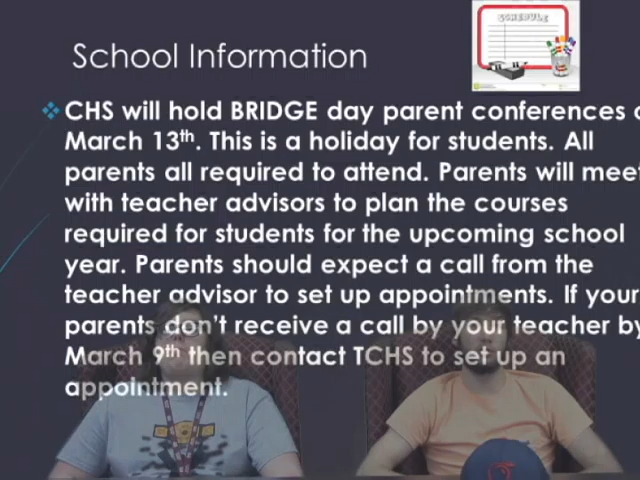 SCHEDULE
School Information
CHS will hold BRIDGE day parent conferences
March 13th. This is a holiday for students. All
parents all required to attend. Parents will meet
with teacher advisors to plan the courses
required for students for the upcoming school
year. Parents should expect a call from the
teacher advisor to set up appointments. If your
parents don't receive a call by your teacher by
March 9th then contact TCHS to set up an
appointment.